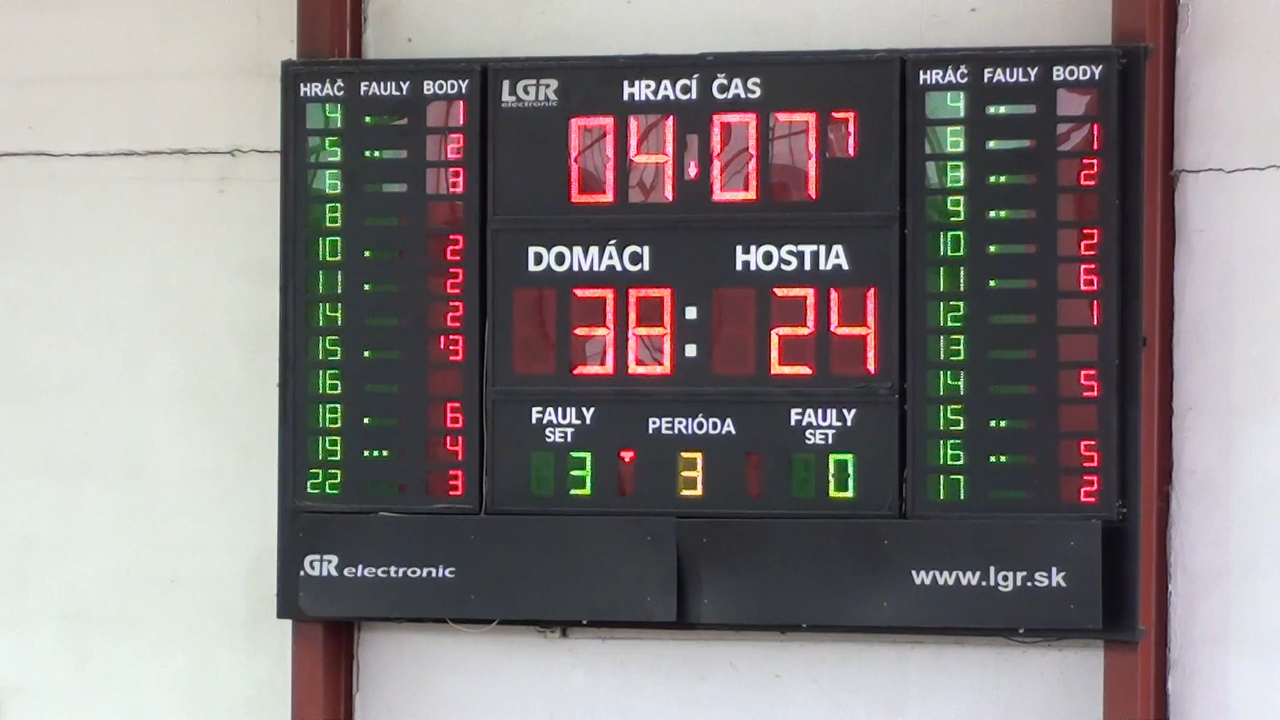 HRÁČ FAULY BODY
4 1
5 2
6 8
8
10 2
11 2
14 2
15 3
16
18 6
19 4
22 3
LGR
electronic
HRACÍ ČAS
04:07 7
DOMÁCI HOSTIA
38:24
FAULY SET PERIÓDA FAULY SET
3 3 0
HRÁČ FAULY BODY
4
6 1
8 2
9
10 2
11 6
12 1
13
14 5
15
16 5
17 2
.GR electronic
www.lgr.sk